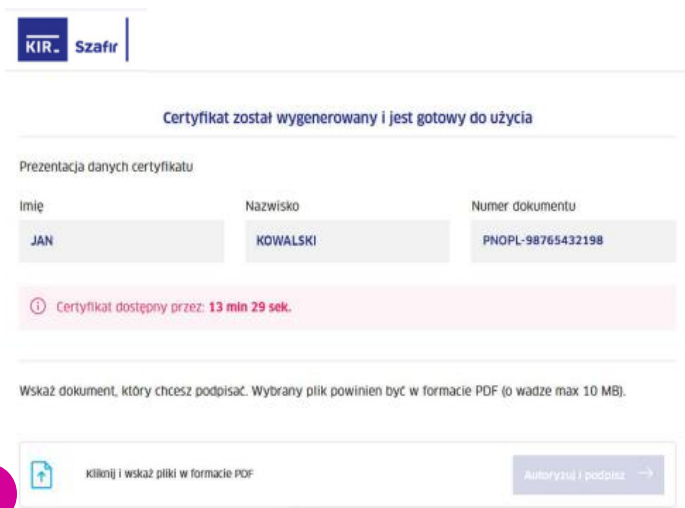 KIR. Szafir
Certyfikat został wygenerowany i jest gotowy do użycia
Prezentacja danych certyfikatu
Imię Nazwisko Numer dokumentu
JAN KOWALSKI PNOPL-98765432198
Certyfikat dostępny przez: 13 min 29 sek.
Wskaż dokument, który chcesz podpisać. Wybrany plik powinien być w formacie PDF (o wadze max 10 MB).
Kliknij i wskaż pliki w formacie PDF Autoryzuj i podpisz